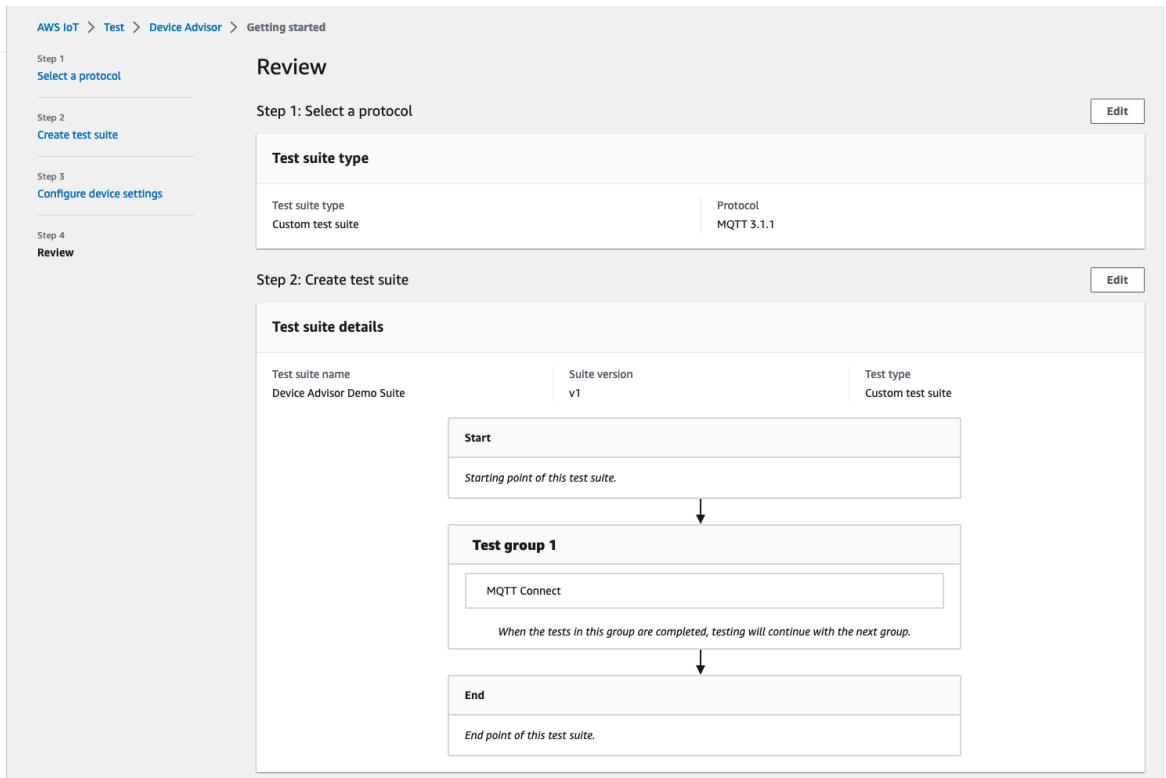 AWS IoT > Test > Device Advisor > Getting started
Step 1
Select a protocol
Step 2
Create test suite
Step 3
Configure device settings
Step 4
Review
Review
Step 1: Select a protocol
Edit
Test suite type
Test suite type
Custom test suite
Protocol
MQTT 3.1.1
Step 2: Create test suite
Edit
Test suite details
Test suite name
Device Advisor Demo Suite
Suite version
v1
Test type
Custom test suite
Start
Starting point of this test suite.
Test group 1
MQTT Connect
When the tests in this group are completed, testing will continue with the next group.
End
End point of this test suite.